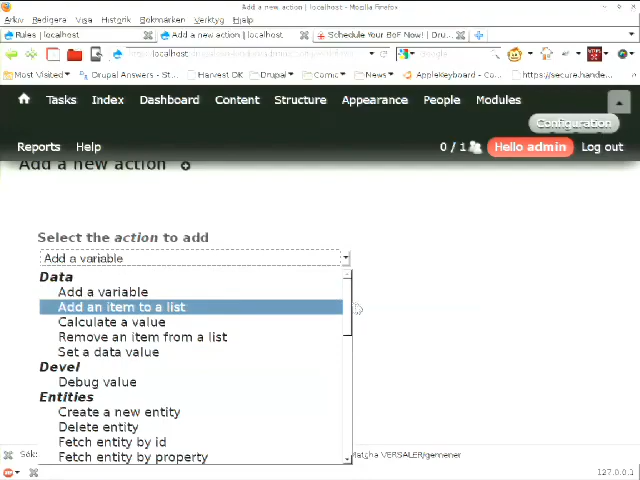 Add a new action | localhost - Mozilla Firefox
Arkiv Redigera Visa Historik Bokmärken Verktyg Hjälp
Rules | localhost
Add a new action | localhost
Schedule Your BoF Now! | Dru...
Most Visited
Drupal Answers - St...
Harvest OK
Drupal
Comic
News
AppleKeyboard - Co...
https://secure.hande...
Tasks Index Dashboard Content Structure Appearance People Modules
Configuration
Reports Help 0 / 1 Hello admin Log out
Add a new action
Select the action to add
Add a variable
Data
Add a variable
Add an item to a list
Calculate a value
Remove an item from a list
Set a data value
Devel
Debug value
Entities
Create a new entity
Delete entity
Fetch entity by id
Fetch entity by property
Sök:
Matcha VERSALER/gemener
127.0.0.1